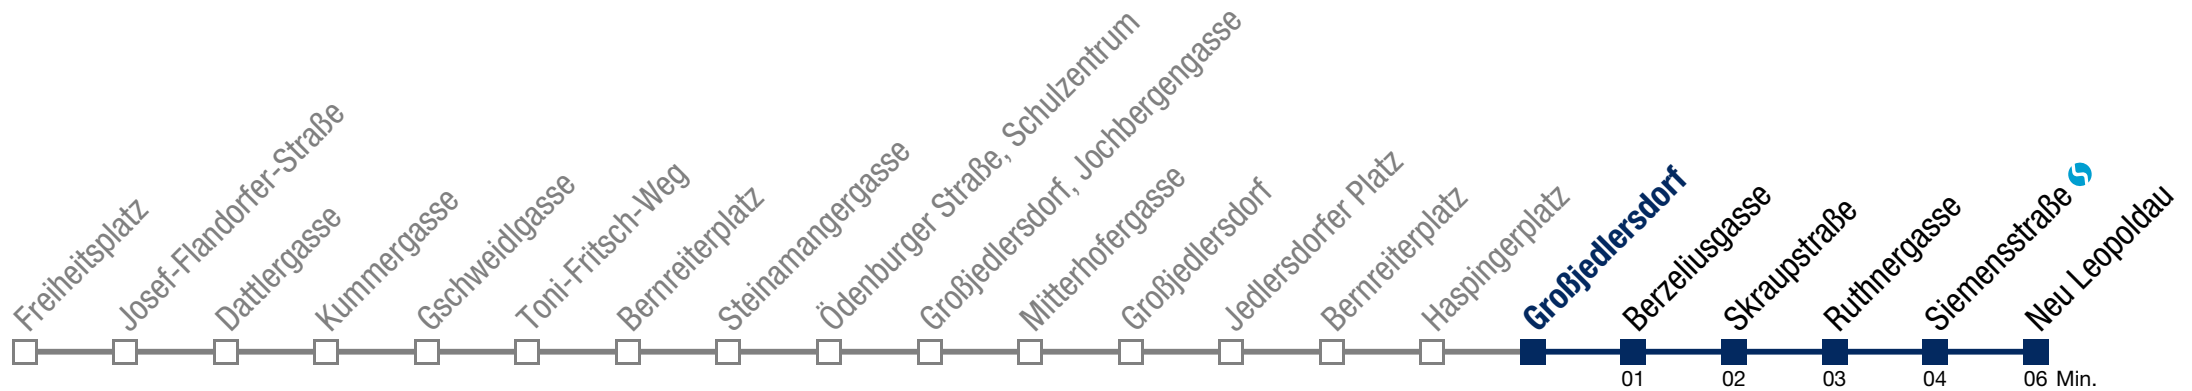 Freiheitsplatz
Josef-Flandorfer-Straße
Dattlergasse
Kummergasse
Gschweidlgasse
Toni-Fritsch-Weg
Bernreiterplatz
Steinamangergasse
Ödenburger Straße, Schulzentrum
Großjedlersdorf, Jochbergengasse
Mitterhofergasse
Großjedlersdorf
Jedlersdorfer Platz
Bernreiterplatz
Haspingerplatz
Großjedlersdorf
Berzeliusgasse
Skraupstraße
Ruthnergasse
Siemensstraße
Neu Leopoldau
01 02 03 04 06 Min.